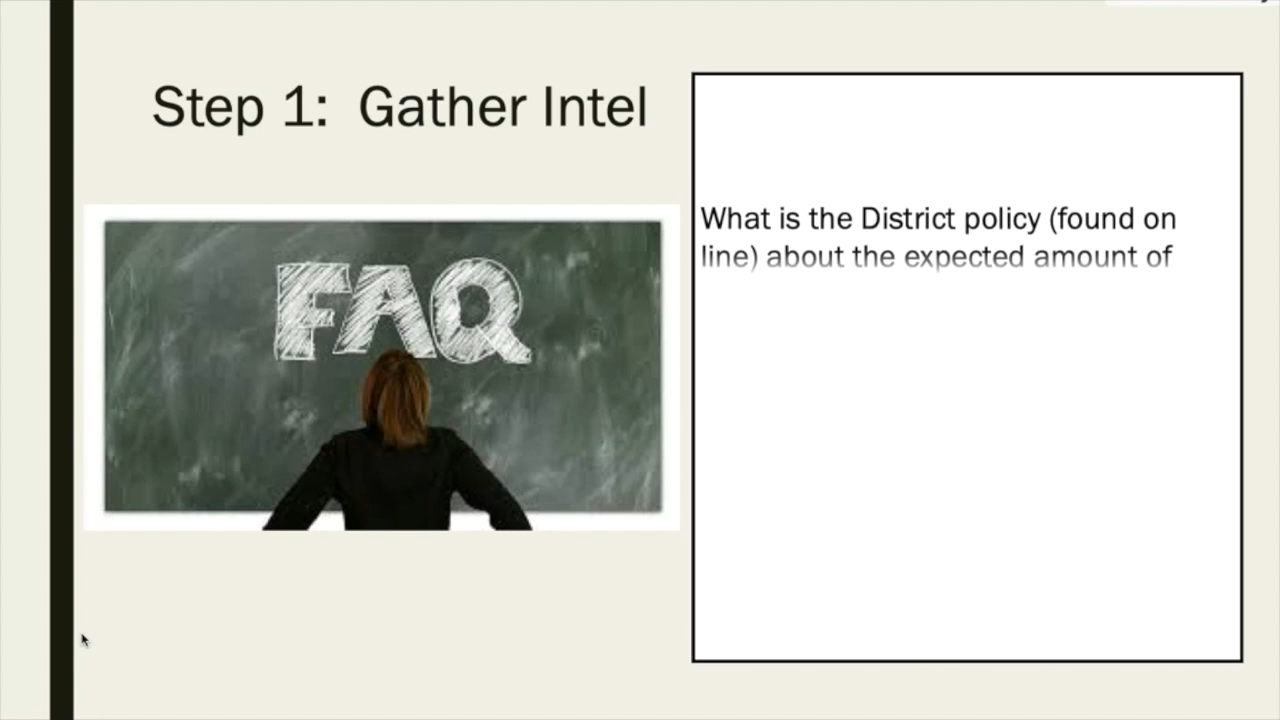 Step 1: Gather Intel
FAQ
What is the District policy (found on
line) about the expected amount of